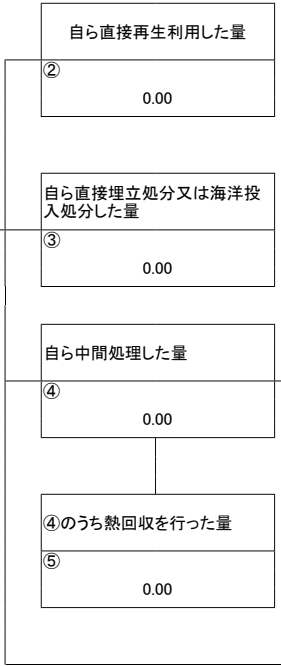 自ら直接再生利用した量
②
0.00
自ら直接埋立処分又は海洋投
入処分した量
③
0.00
自ら中間処理した量
④
0.00
④のうち熱回収を行った量
⑤
0.00